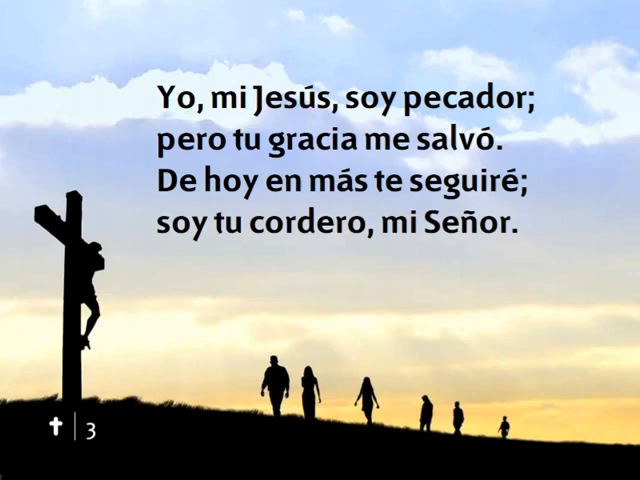 Yo, mi Jesús, soy pecador;
pero tu gracia me salvó.
De hoy en más te seguiré;
soy tu cordero, mi Señor.
3